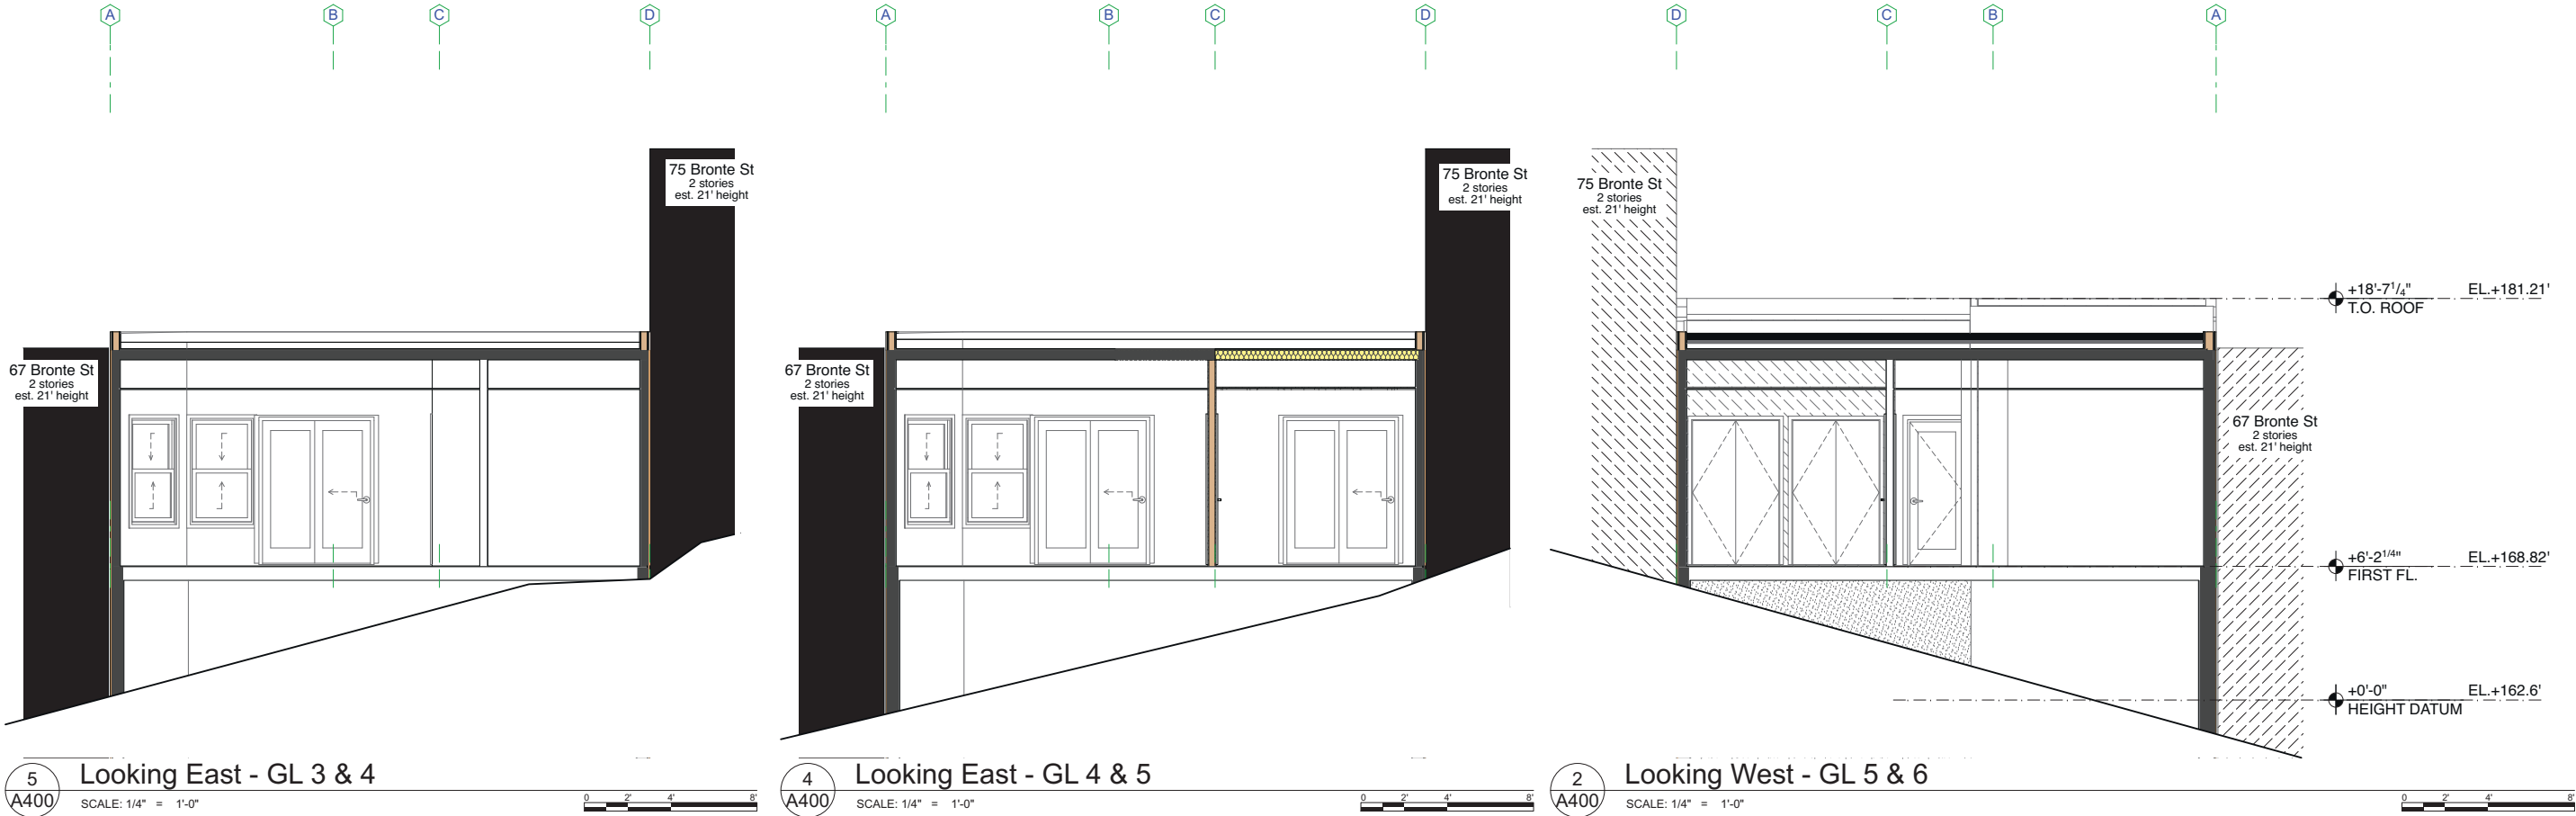 A B C D A B C D D C B A
75 Bronte St
2 stories
est. 21' height
67 Bronte St
2 stories
est. 21' height
75 Bronte St
2 stories
est. 21' height
67 Bronte St
2 stories
est. 21' height
75 Bronte St
2 stories
est. 21' height
67 Bronte St
2 stories
est. 21' height
+18'-7 1/4" EL.+181.21'
T.O. ROOF
+6'-2 1/4" EL.+168.82'
FIRST FL.
+0'-0" EL.+162.6'
HEIGHT DATUM
5
A400
Looking East - GL 3 & 4
SCALE: 1/4" = 1'-0"
0 2' 4' 8'
4
A400
Looking East - GL 4 & 5
SCALE: 1/4" = 1'-0"
0 2' 4' 8'
2
A400
Looking West - GL 5 & 6
SCALE: 1/4" = 1'-0"
0 2' 4' 8'